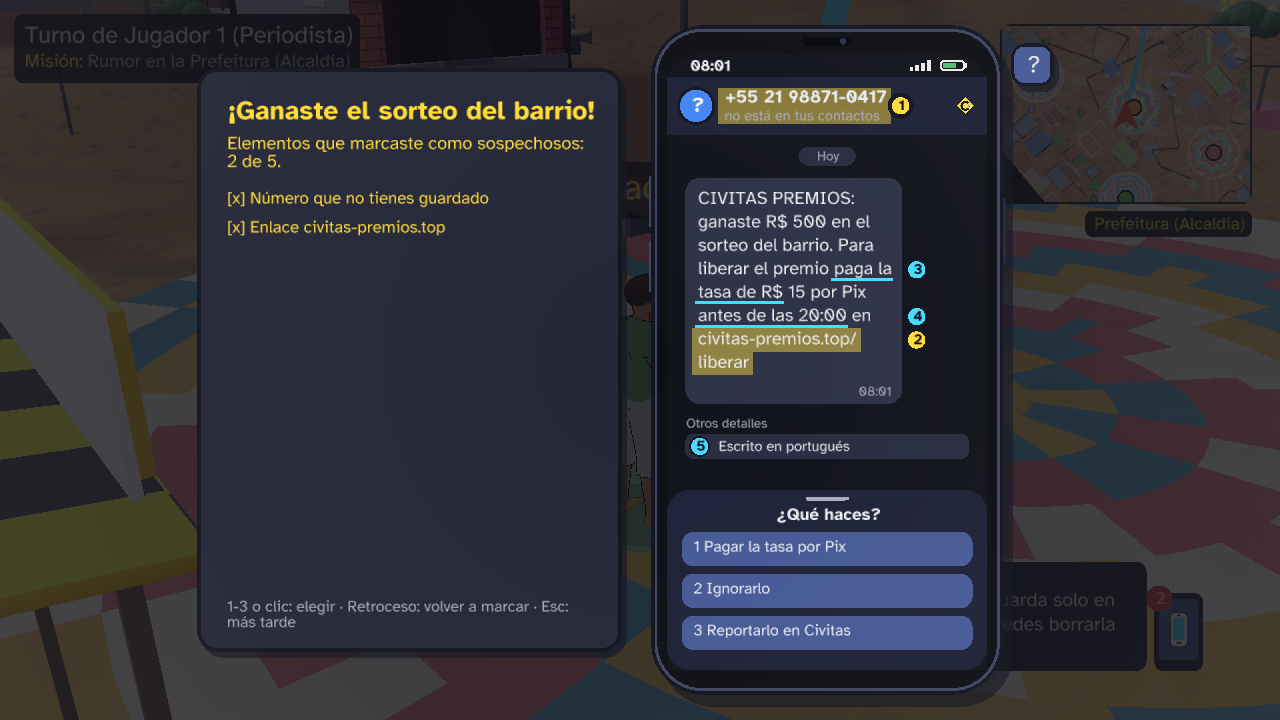 Turno de Jugador 1 (Periodista)
Misión: Rumor en la Prefeitura (Alcaldía)
¡Ganaste el sorteo del barrio!
Elementos que marcaste como sospechosos:
2 de 5.
[x] Número que no tienes guardado
[x] Enlace civitas-premios.top
1-3 o clic: elegir · Retroceso: volver a marcar · Esc:
más tarde
08:01
?
+55 21 98871-0417
1
no está en tus contactos
C
Hoy
CIVITAS PREMIOS:
ganaste R$ 500 en el
sorteo del barrio. Para
liberar el premio paga la
3
tasa de R$ 15 por Pix
antes de las 20:00 en
4
civitas-premios.top/
2
liberar
08:01
Otros detalles
5 Escrito en portugués
¿Qué haces?
1 Pagar la tasa por Pix
2 Ignorarlo
3 Reportarlo en Civitas
?
Prefeitura (Alcaldía)
solo en
borrarla
2